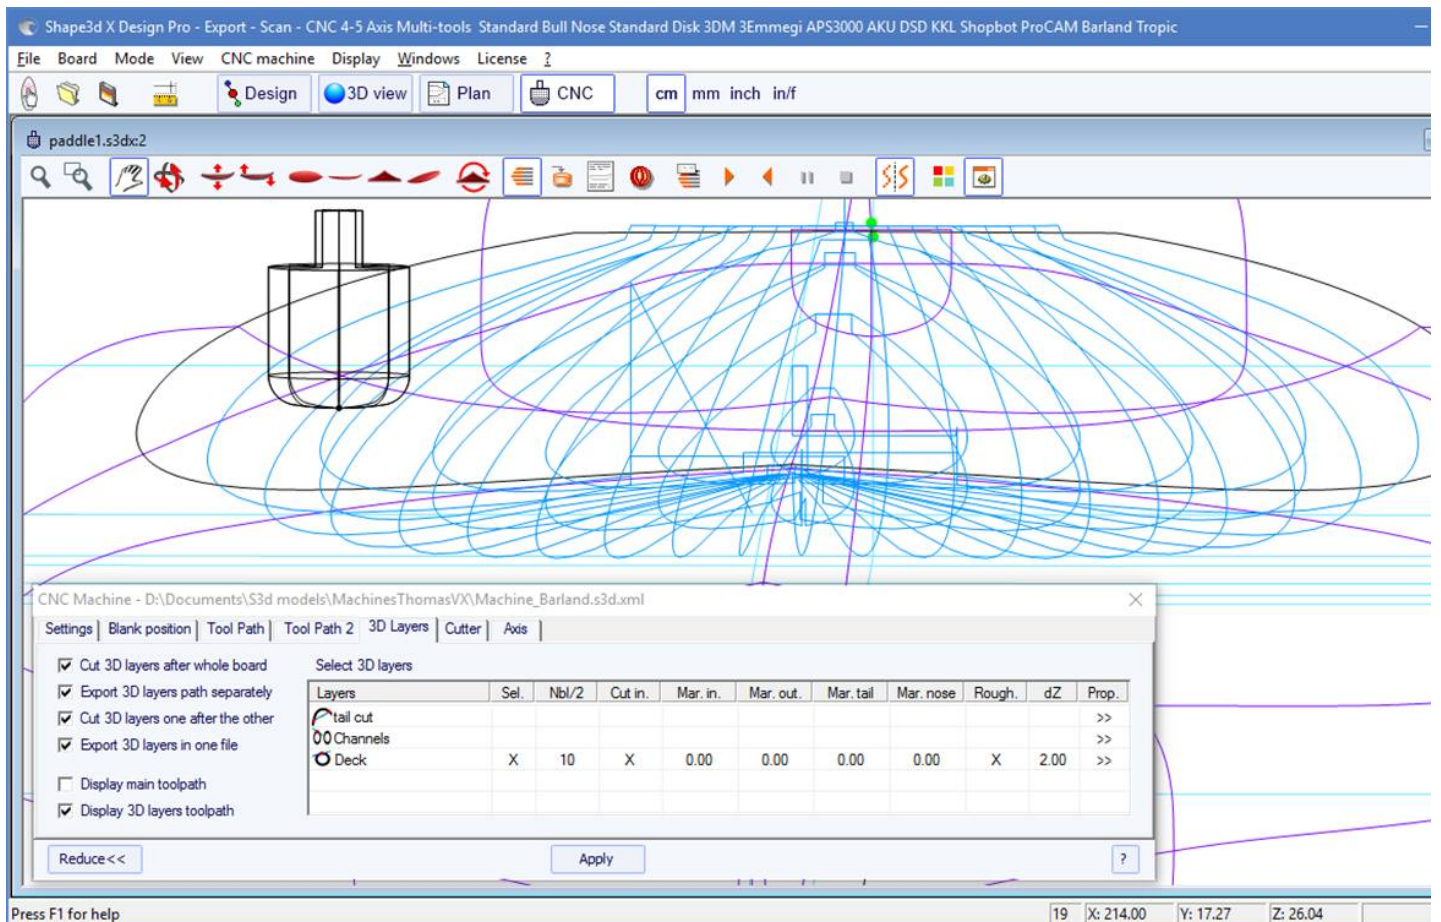 Shape3d X Design Pro - Export - Scan - CNC 4-5 Axis Multi-tools Standard Bull Nose Standard Disk 3DM 3Emmegi APS3000 AKU DSD KKL Shopbot ProCAM Barland Tropic
File Board Mode View CNC machine Display Windows License ?
Design 3D view Plan CNC cm mm inch in/f
paddle1.s3dx:2
CNC Machine - D:\Documents\S3d models\MachinesThomasVX\Machine_Barland.s3d.xml
Settings Blank position Tool Path Tool Path 2 3D Layers Cutter Axis
Cut 3D layers after whole board
Export 3D layers path separately
Cut 3D layers one after the other
Export 3D layers in one file
Display main toolpath
Display 3D layers toolpath
Select 3D layers
Layers Sel. Nbl/2 Cut in. Mar. in. Mar. out. Mar. tail Mar. nose Rough. dZ Prop.
tail cut >>
Channels >>
Deck X 10 X 0.00 0.00 0.00 0.00 X 2.00 >>
Reduce<< Apply ?
Press F1 for help 19 X: 214.00 Y: 17.27 Z: 26.04